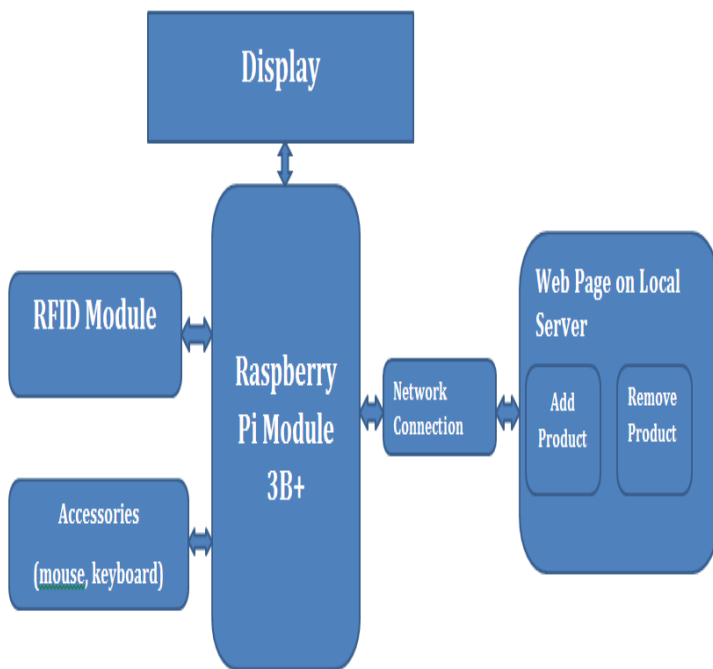 Display
RFID Module
Raspberry
Pi Module
3B+
Accessories
(mouse, keyboard)
Network
Connection
Web Page on Local
Server
Add
Product
Remove
Product